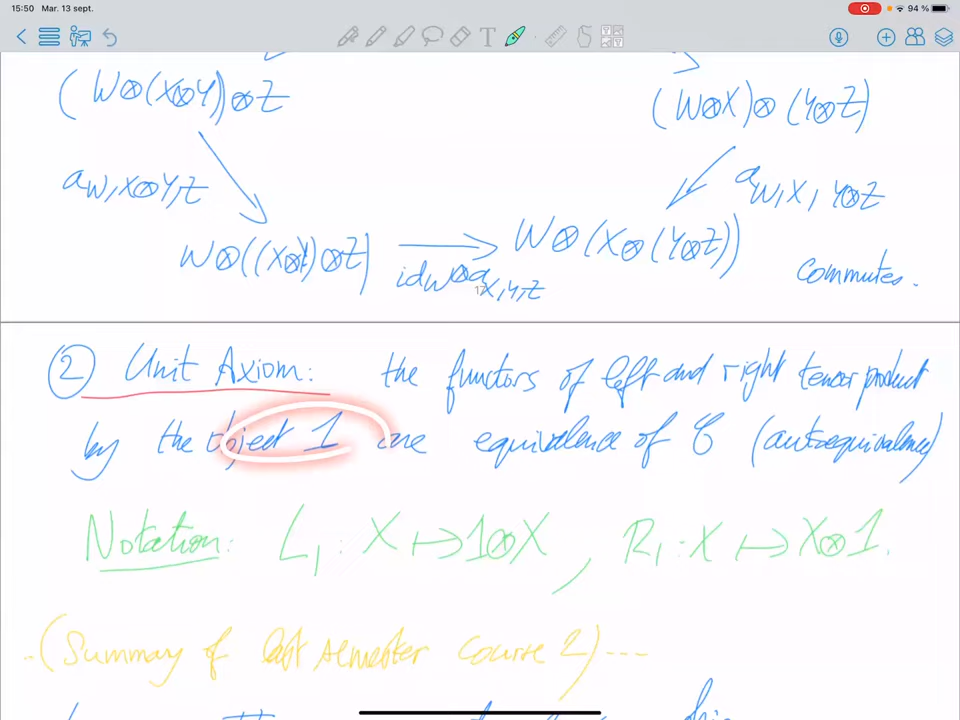 15:50 Mar. 13 sept. 94 %
(W⊗(X⊗Y))⊗Z (W⊗X)⊗(Y⊗Z)
a_{W,X⊗Y,Z} a_{W,X,Y⊗Z}
W⊗((X⊗Y)⊗Z) W⊗(X⊗(Y⊗Z))
id_W⊗a_{X,Y,Z} commutes.
② Unit Axiom: the functors of left and right tensor product
by the object 1 are equivalence of C (autoequivalence)
Notation: L₁ : X ↦ 1⊗X , R₁ : X ↦ X⊗1.
(Summary of last semester course 2)...